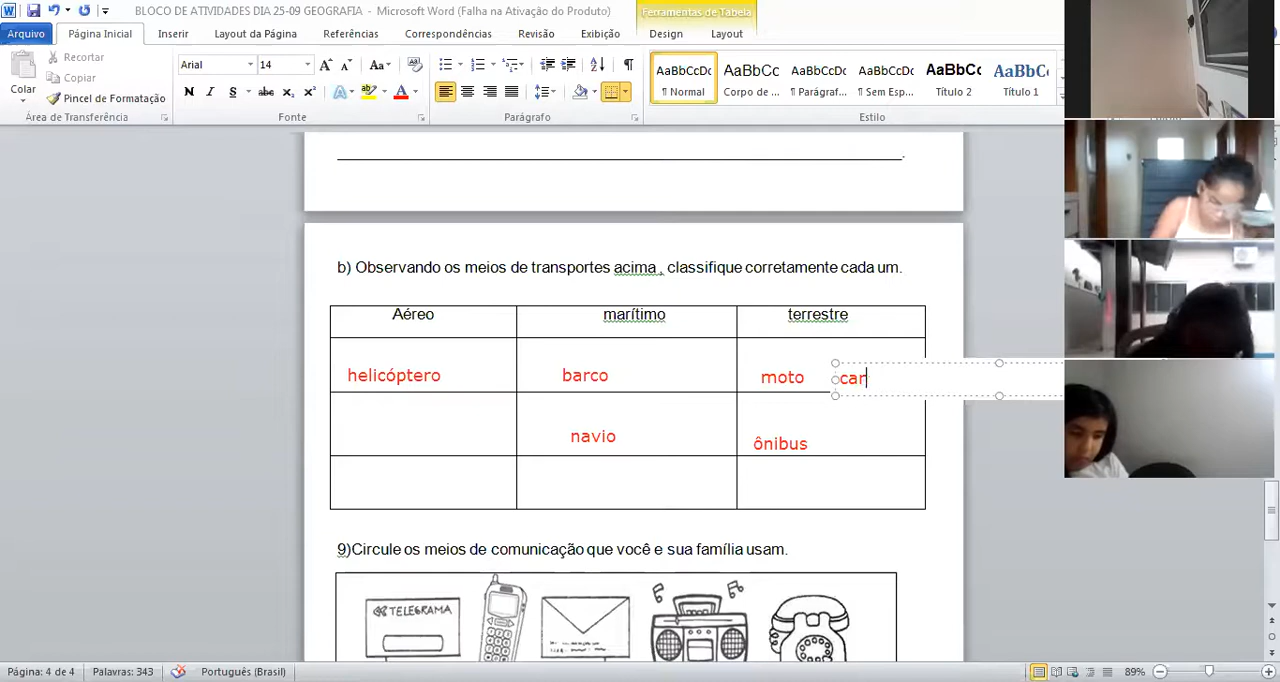 BLOCO DE ATIVIDADES DIA 25-09 GEOGRAFIA - Microsoft Word (Falha na Ativação do Produto)
Ferramentas de Tabela
Arquivo Página Inicial Inserir Layout da Página Referências Correspondências Revisão Exibição Design Layout
Recortar
Copiar
Pincel de Formatação
Colar
Área de Transferência
Arial 14
Fonte
Parágrafo
AaBbCcDc AaBbCc AaBbCcDc AaBbCcDc AaBbCc AaBbCc
¶ Normal Corpo de ... ¶ Parágraf... ¶ Sem Esp... Título 2 Título 1
Estilo
b) Observando os meios de transportes acima , classifique corretamente cada um.
Aéreo marítimo terrestre
helicóptero barco moto car
navio ônibus
9)Circule os meios de comunicação que você e sua família usam.
TELEGRAMA
Página: 4 de 4 Palavras: 343 Português (Brasil) 89%